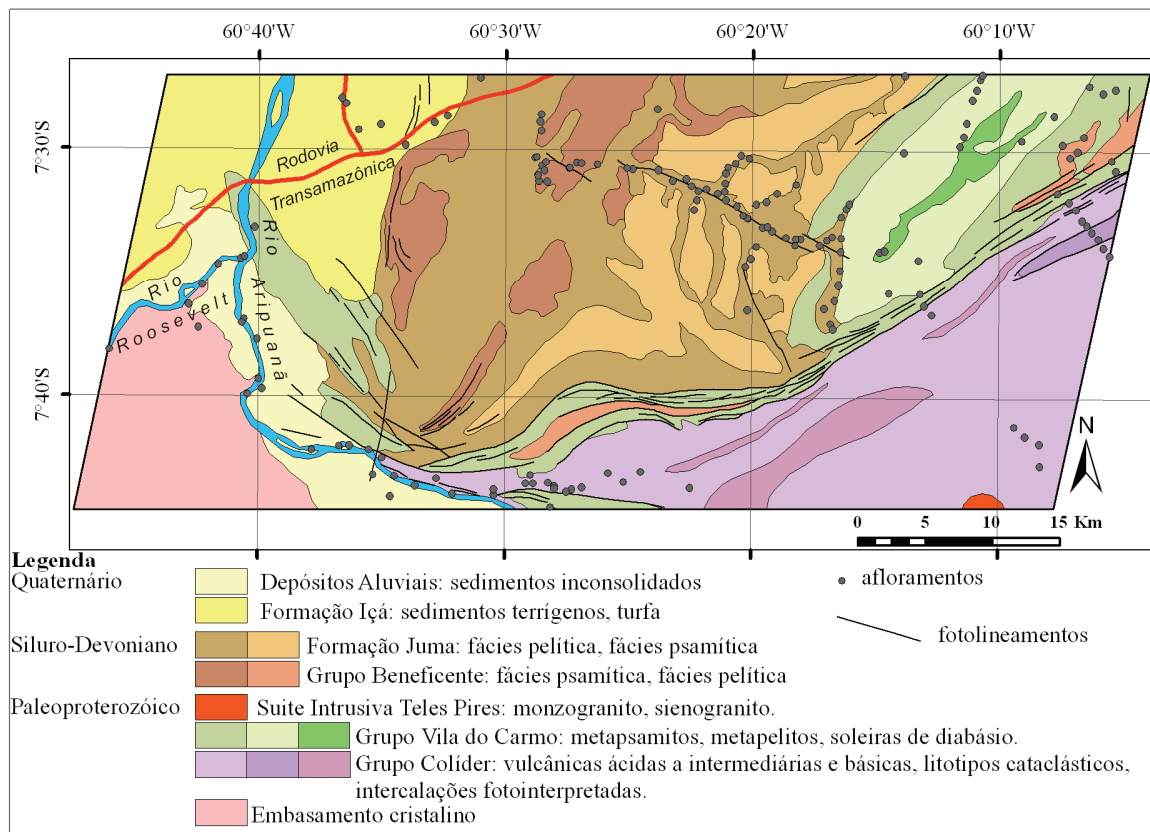 60°40'W 60°30'W 60°20'W 60°10'W
7°30'S
7°40'S
Rodovia
Transamazônica
Rio
Aripuanã
Rio
Roosevelt
N
0 5 10 15 Km
Legenda
Quaternário
Depósitos Aluviais: sedimentos inconsolidados
Formação Içá: sedimentos terrígenos, turfa
Siluro-Devoniano
Formação Juma: fácies pelítica, fácies psamítica
Grupo Beneficente: fácies psamítica, fácies pelítica
Paleoproterozóico
Suite Intrusiva Teles Pires: monzogranito, sienogranito.
Grupo Vila do Carmo: metapsamitos, metapelitos, soleiras de diabásio.
Grupo Colíder: vulcânicas ácidas a intermediárias e básicas, litotipos cataclásticos,
intercalações fotointerpretadas.
Embasamento cristalino
afloramentos
fotolineamentos